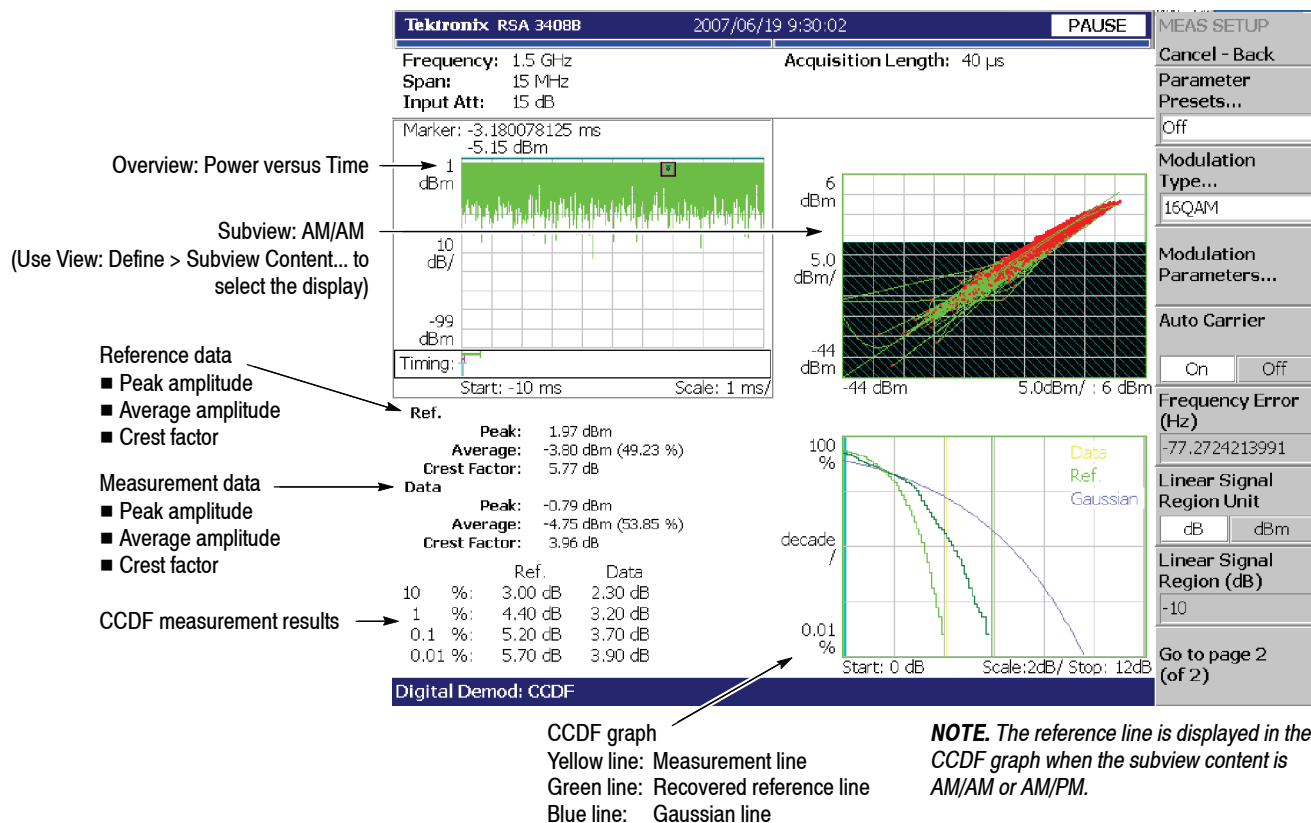 Tektronix RSA 3408B 2007/06/19 9:30:02 PAUSE
Frequency: 1.5 GHz
Span: 15 MHz
Input Att: 15 dB
Acquisition Length: 40 µs
Marker: -3.180078125 ms
-5.15 dBm
1
dBm
10
dB/
-99
dBm
Timing:
Start: -10 ms Scale: 1 ms/
6
dBm
5.0
dBm/
-44
dBm
-44 dBm 5.0dBm/ : 6 dBm
Ref.
Peak: 1.97 dBm
Average: -3.80 dBm (49.23 %)
Crest Factor: 5.77 dB
Data
Peak: -0.79 dBm
Average: -4.75 dBm (53.85 %)
Crest Factor: 3.96 dB
Ref. Data
10 %: 3.00 dB 2.30 dB
1 %: 4.40 dB 3.20 dB
0.1 %: 5.20 dB 3.70 dB
0.01 %: 5.70 dB 3.90 dB
100
%
decade
/
0.01
%
Data
Ref.
Gaussian
Start: 0 dB Scale:2dB/ Stop: 12dB
Digital Demod: CCDF
MEAS SETUP
Cancel - Back
Parameter
Presets...
Off
Modulation
Type...
16QAM
Modulation
Parameters...
Auto Carrier
On Off
Frequency Error
(Hz)
-77.2724213991
Linear Signal
Region Unit
dB dBm
Linear Signal
Region (dB)
-10
Go to page 2
(of 2)
Overview: Power versus Time
Subview: AM/AM
(Use View: Define > Subview Content... to
select the display)
Reference data
■ Peak amplitude
■ Average amplitude
■ Crest factor
Measurement data
■ Peak amplitude
■ Average amplitude
■ Crest factor
CCDF measurement results
CCDF graph
Yellow line: Measurement line
Green line: Recovered reference line
Blue line: Gaussian line
NOTE. The reference line is displayed in the
CCDF graph when the subview content is
AM/AM or AM/PM.